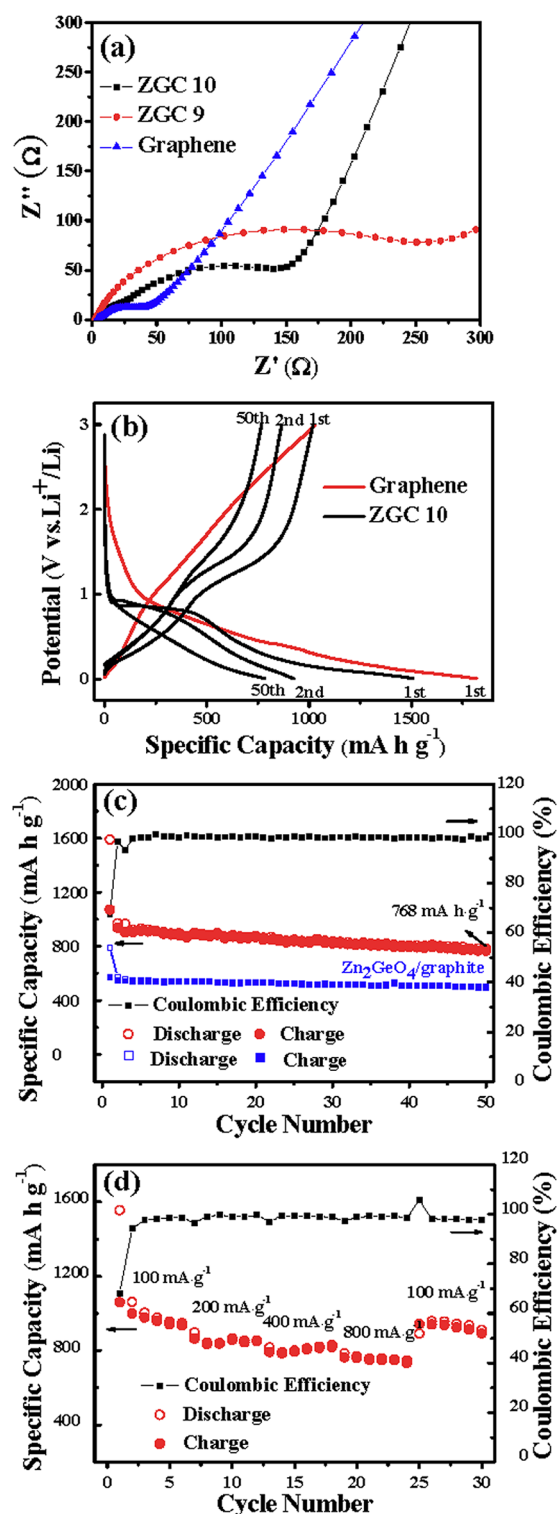 (a)
ZGC 10
ZGC 9
Graphene
300
250
200
150
100
50
0
Z'' (Ω)
0 50 100 150 200 250 300
Z' (Ω)
(b)
50th 2nd 1st
Graphene
ZGC 10
3
2
1
0
Potential (V vs.Li+/Li)
50th 2nd 1st 1st
0 500 1000 1500
Specific Capacity (mA h g-1)
(c)
2000
1600
1200
800
400
0
Specific Capacity (mA h g-1)
120
100
80
60
40
20
0
Coulombic Efficiency (%)
768 mA h·g-1
Zn2GeO4/graphite
Coulombic Efficiency
Discharge Charge
Discharge Charge
0 10 20 30 40 50
Cycle Number
(d)
1600
1200
800
400
Specific Capacity (mA h g-1)
120
100
80
60
40
20
0
Coulombic Efficiency (%)
100 mA·g-1
200 mA·g-1
400 mA·g-1
800 mA·g-1
100 mA·g-1
Coulombic Efficiency
Discharge
Charge
0 5 10 15 20 25 30
Cycle Number